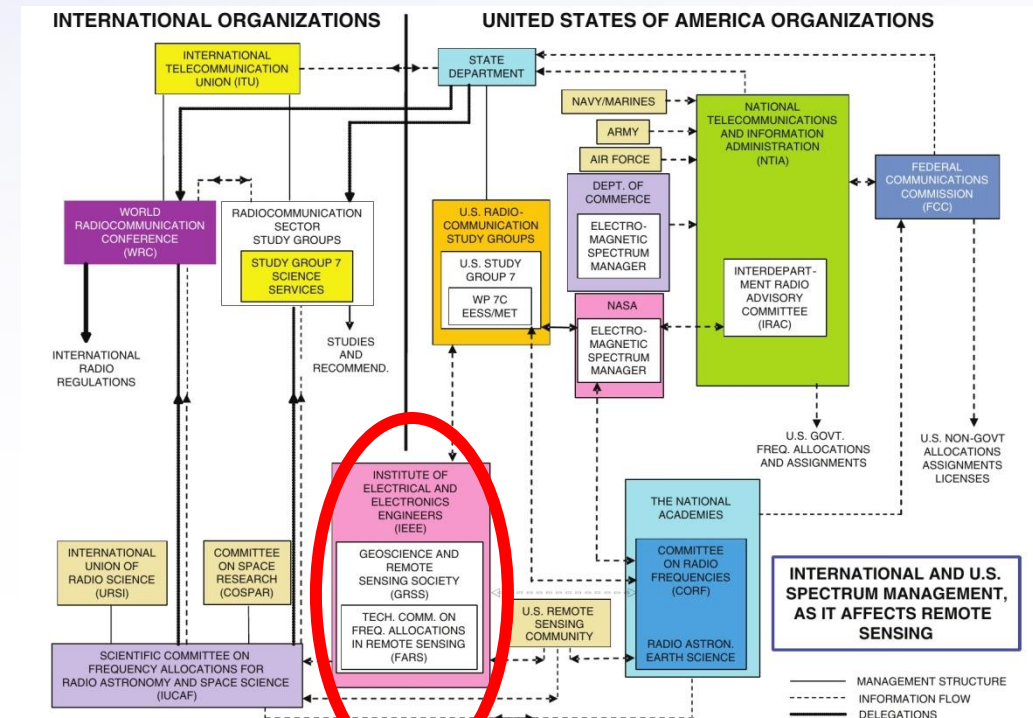 INTERNATIONAL ORGANIZATIONS
UNITED STATES OF AMERICA ORGANIZATIONS
INTERNATIONAL
TELECOMMUNICATION
UNION (ITU)
STATE
DEPARTMENT
NAVY/MARINES
ARMY
AIR FORCE
NATIONAL
TELECOMMUNICATIONS
AND INFORMATION
ADMINISTRATION
(NTIA)
FEDERAL
COMMUNICATIONS
COMMISSION
(FCC)
DEPT. OF
COMMERCE
ELECTRO-
MAGNETIC
SPECTRUM
MANAGER
WORLD
RADIOCOMMUNICATION
CONFERENCE
(WRC)
RADIOCOMMUNICATION
SECTOR
STUDY GROUPS
STUDY GROUP 7
SCIENCE
SERVICES
U.S. RADIO-
COMMUNICATION
STUDY GROUPS
U.S. STUDY
GROUP 7
WP 7C
EESS/MET
INTERDEPART-
MENT RADIO
ADVISORY
COMMITTEE
(IRAC)
NASA
ELECTRO-
MAGNETIC
SPECTRUM
MANAGER
INTERNATIONAL
RADIO
REGULATIONS
STUDIES
AND
RECOMMEND.
U.S. GOVT.
FREQ. ALLOCATIONS
AND ASSIGNMENTS
U.S. NON-GOVT
ALLOCATIONS
ASSIGNMENTS
LICENSES
INSTITUTE OF
ELECTRICAL AND
ELECTRONICS
ENGINEERS
(IEEE)
GEOSCIENCE AND
REMOTE
SENSING SOCIETY
(GRSS)
TECH. COMM. ON
FREQ. ALLOCATIONS
IN REMOTE SENSING
(FARS)
THE NATIONAL
ACADEMIES
COMMITTEE
ON RADIO
FREQUENCIES
(CORF)
RADIO ASTRON.
EARTH SCIENCE
INTERNATIONAL
UNION OF
RADIO SCIENCE
(URSI)
COMMITTEE
ON SPACE
RESEARCH
(COSPAR)
U.S. REMOTE
SENSING
COMMUNITY
SCIENTIFIC COMMITTEE ON
FREQUENCY ALLOCATIONS FOR
RADIO ASTRONOMY AND SPACE SCIENCE
(IUCAF)
INTERNATIONAL AND U.S.
SPECTRUM MANAGEMENT,
AS IT AFFECTS REMOTE
SENSING
MANAGEMENT STRUCTURE
INFORMATION FLOW
DELEGATIONS